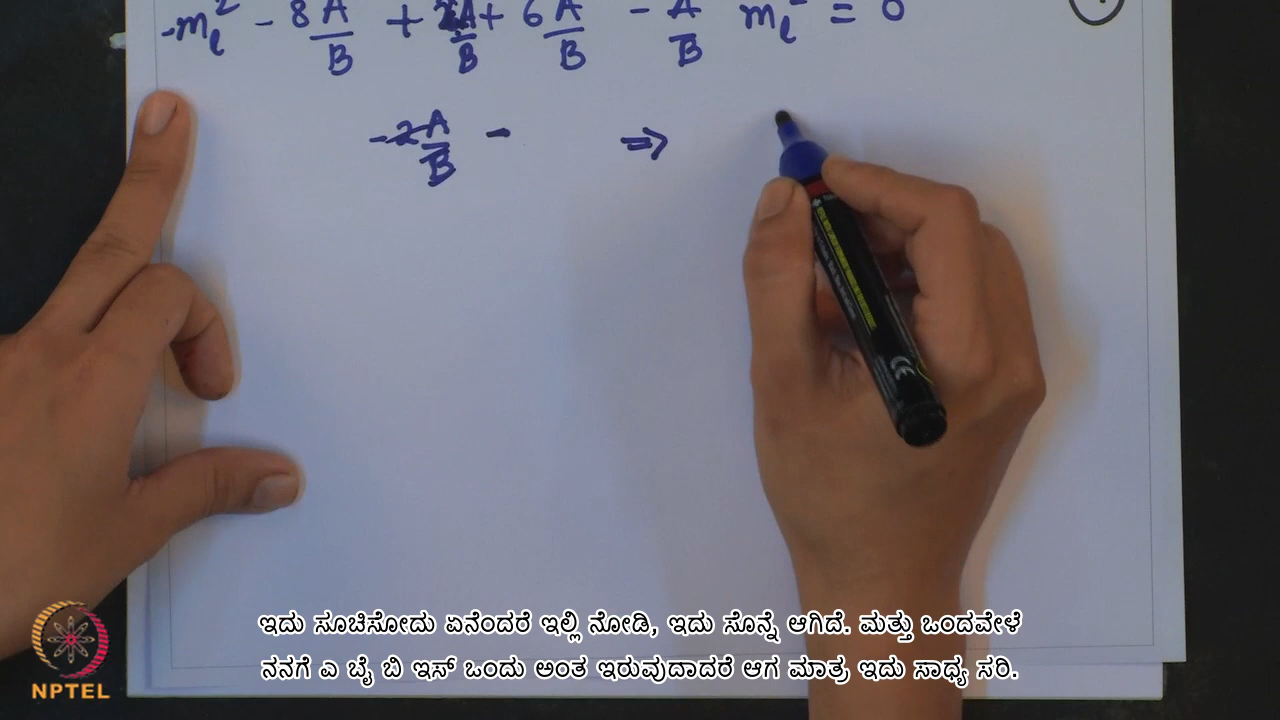 -m_l^2 - 8 A/B + 2A/B + 6 A/B - A/B m_l^2 = 0
-2 A/B - ⇒
ಇದು ಸೂಚಿಸೋದು ಏನೆಂದರೆ ಇಲ್ಲಿ ನೋಡಿ, ಇದು ಸೊನ್ನೆ ಆಗಿದೆ. ಮತ್ತು ಒಂದವೇಳೆ
ನನಗೆ ಎ ಬೈ ಬಿ ಇಸ್ ಒಂದು ಅಂತ ಇರುವುದಾದರೆ ಆಗ ಮಾತ್ರ ಇದು ಸಾಧ್ಯ ಸರಿ.
NPTEL